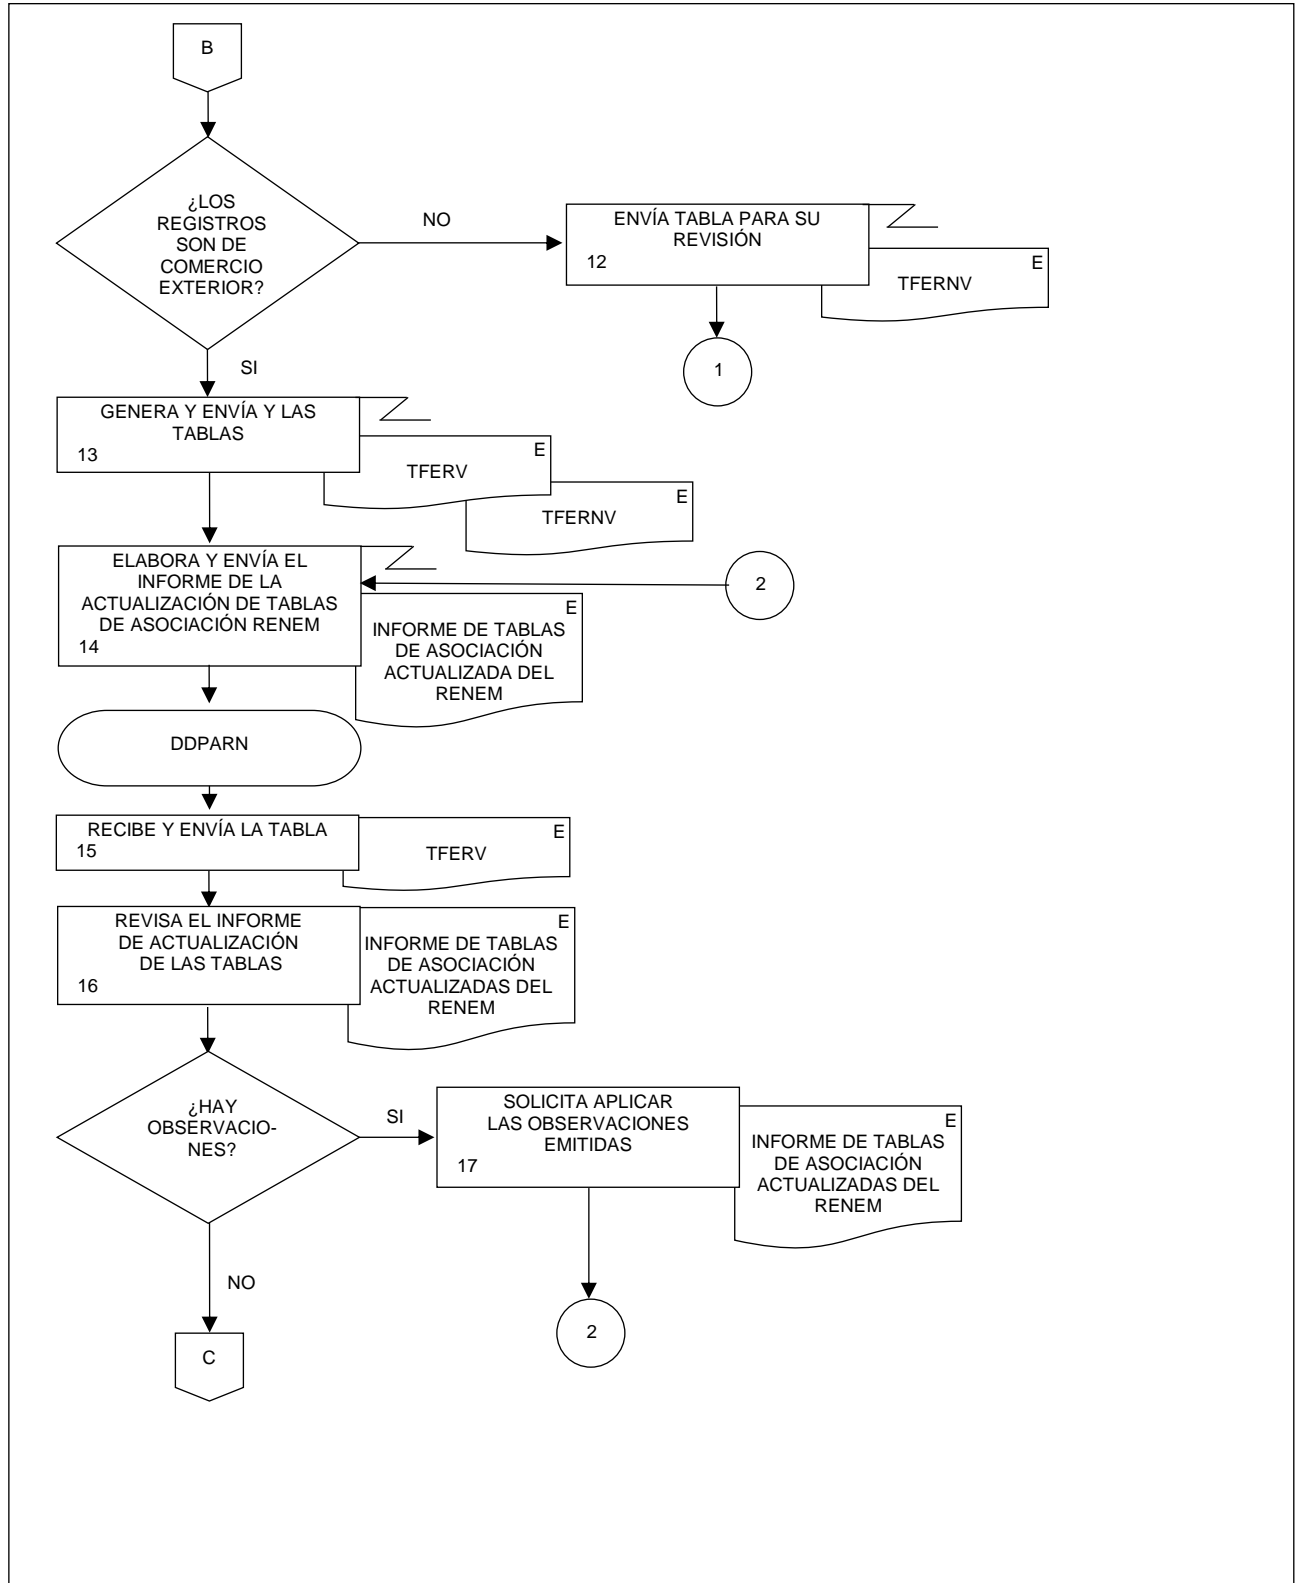 B
¿LOS
REGISTROS
SON DE
COMERCIO
EXTERIOR?
NO
ENVÍA TABLA PARA SU
REVISIÓN
12
E
TFERNV
1
SI
GENERA Y ENVÍA Y LAS
TABLAS
13
E
TFERV
E
TFERNV
ELABORA Y ENVÍA EL
INFORME DE LA
ACTUALIZACIÓN DE TABLAS
DE ASOCIACIÓN RENEM
14
2
E
INFORME DE TABLAS
DE ASOCIACIÓN
ACTUALIZADA DEL
RENEM
DDPARN
RECIBE Y ENVÍA LA TABLA
15
E
TFERV
REVISA EL INFORME
DE ACTUALIZACIÓN
DE LAS TABLAS
16
E
INFORME DE TABLAS
DE ASOCIACIÓN
ACTUALIZADAS DEL
RENEM
¿HAY
OBSERVACIO-
NES?
SI
SOLICITA APLICAR
LAS OBSERVACIONES
EMITIDAS
17
E
INFORME DE TABLAS
DE ASOCIACIÓN
ACTUALIZADAS DEL
RENEM
NO
2
C